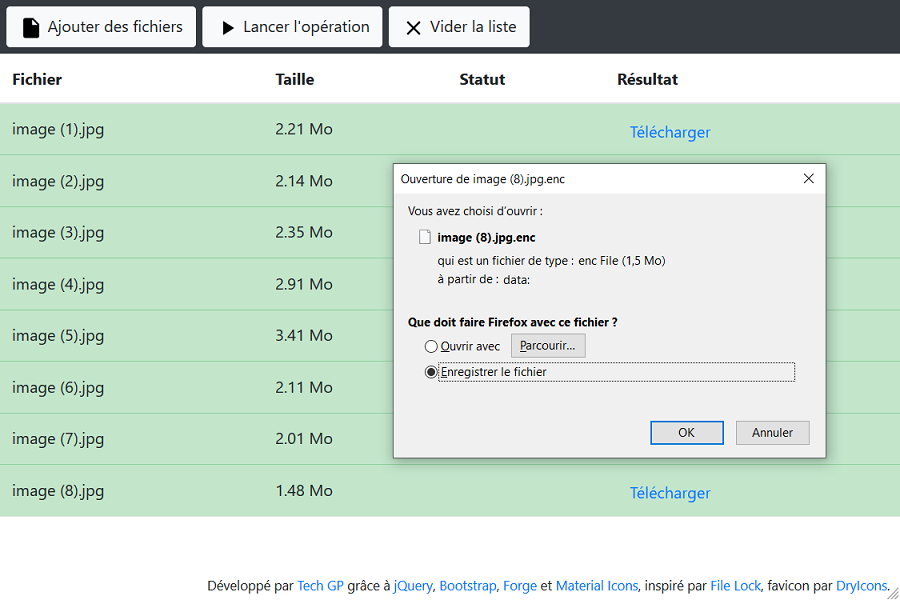 Ajouter des fichiers Lancer l'opération Vider la liste
Fichier Taille Statut Résultat
image (1).jpg 2.21 Mo Télécharger
image (2).jpg 2.14 Mo
image (3).jpg 2.35 Mo
image (4).jpg 2.91 Mo
image (5).jpg 3.41 Mo
image (6).jpg 2.11 Mo
image (7).jpg 2.01 Mo
image (8).jpg 1.48 Mo Télécharger
Ouverture de image (8).jpg.enc
Vous avez choisi d'ouvrir :
image (8).jpg.enc
qui est un fichier de type : enc File (1,5 Mo)
à partir de : data:
Que doit faire Firefox avec ce fichier ?
Ouvrir avec Parcourir...
Enregistrer le fichier
OK Annuler
Développé par Tech GP grâce à jQuery, Bootstrap, Forge et Material Icons, inspiré par File Lock, favicon par DryIcons.